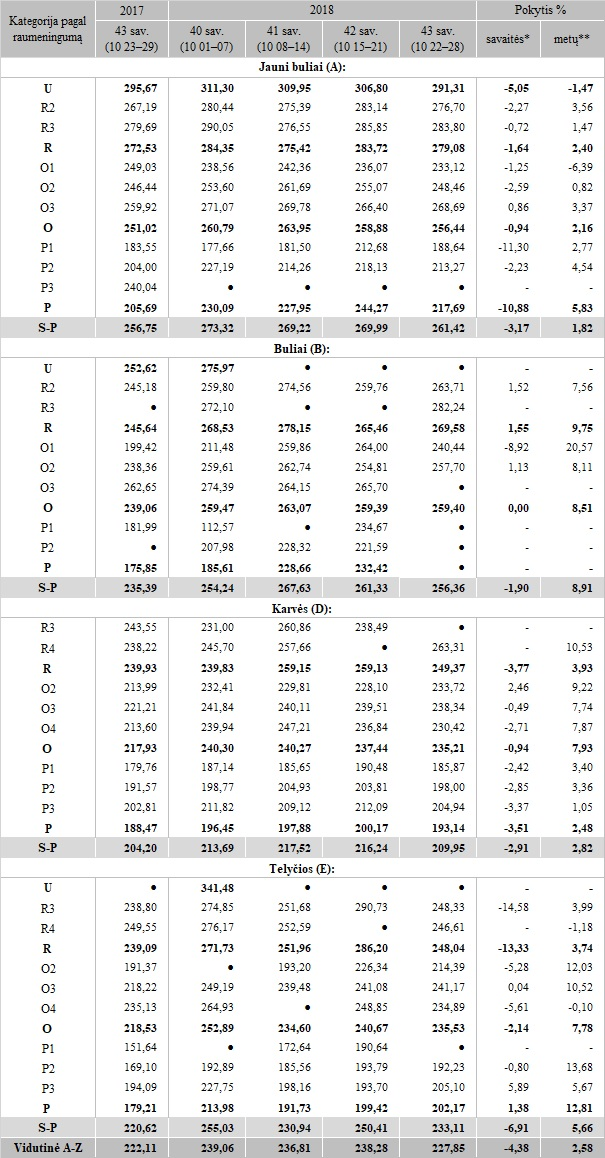 Kategorija pagal raumeningumą 2017 2018 Pokytis %
43 sav. (10 23–29) 40 sav. (10 01–07) 41 sav. (10 08–14) 42 sav. (10 15–21) 43 sav. (10 22–28) savaitės* metų**
Jauni buliai (A):
U 295,67 311,30 309,95 306,80 291,31 -5,05 -1,47
R2 267,19 280,44 275,39 283,14 276,70 -2,27 3,56
R3 279,69 290,05 276,55 285,85 283,80 -0,72 1,47
R 272,53 284,35 275,42 283,72 279,08 -1,64 2,40
O1 249,03 238,56 242,36 236,07 233,12 -1,25 -6,39
O2 246,44 253,60 261,69 255,07 248,46 -2,59 0,82
O3 259,92 271,07 269,78 266,40 268,69 0,86 3,37
O 251,02 260,79 263,95 258,88 256,44 -0,94 2,16
P1 183,55 177,66 181,50 212,68 188,64 -11,30 2,77
P2 204,00 227,19 214,26 218,13 213,27 -2,23 4,54
P3 240,04 ● ● ● ● - -
P 205,69 230,09 227,95 244,27 217,69 -10,88 5,83
S-P 256,75 273,32 269,22 269,99 261,42 -3,17 1,82
Buliai (B):
U 252,62 275,97 ● ● ● - -
R2 245,18 259,80 274,56 259,76 263,71 1,52 7,56
R3 ● 272,10 ● ● 282,24 - -
R 245,64 268,53 278,15 265,46 269,58 1,55 9,75
O1 199,42 211,48 259,86 264,00 240,44 -8,92 20,57
O2 238,36 259,61 262,74 254,81 257,70 1,13 8,11
O3 262,65 274,39 264,15 265,70 ● - -
O 239,06 259,47 263,07 259,39 259,40 0,00 8,51
P1 181,99 112,57 ● 234,67 ● - -
P2 ● 207,98 228,32 221,59 ● - -
P 175,85 185,61 228,66 232,42 ● - -
S-P 235,39 254,24 267,63 261,33 256,36 -1,90 8,91
Karvės (D):
R3 243,55 231,00 260,86 238,49 ● - -
R4 238,22 245,70 257,66 ● 263,31 - 10,53
R 239,93 239,83 259,15 259,13 249,37 -3,77 3,93
O2 213,99 232,41 229,81 228,10 233,72 2,46 9,22
O3 221,21 241,84 240,11 239,51 238,34 -0,49 7,74
O4 213,60 239,94 247,21 236,84 230,42 -2,71 7,87
O 217,93 240,30 240,27 237,44 235,21 -0,94 7,93
P1 179,76 187,14 185,65 190,48 185,87 -2,42 3,40
P2 191,57 198,77 204,93 203,81 198,00 -2,85 3,36
P3 202,81 211,82 209,12 212,09 204,94 -3,37 1,05
P 188,47 196,45 197,88 200,17 193,14 -3,51 2,48
S-P 204,20 213,69 217,52 216,24 209,95 -2,91 2,82
Telyčios (E):
U ● 341,48 ● ● ● - -
R3 238,80 274,85 251,68 290,73 248,33 -14,58 3,99
R4 249,55 276,17 252,59 ● 246,61 - -1,18
R 239,09 271,73 251,96 286,20 248,04 -13,33 3,74
O2 191,37 ● 193,20 226,34 214,39 -5,28 12,03
O3 218,22 249,19 239,48 241,08 241,17 0,04 10,52
O4 235,13 264,93 ● 248,85 234,89 -5,61 -0,10
O 218,53 252,89 234,60 240,67 235,53 -2,14 7,78
P1 151,64 ● 172,64 190,64 ● - -
P2 169,10 192,89 185,56 193,79 192,23 -0,80 13,68
P3 194,09 227,75 198,16 193,70 205,10 5,89 5,67
P 179,21 213,98 191,73 199,42 202,17 1,38 12,81
S-P 220,62 255,03 230,94 250,41 233,11 -6,91 5,66
Vidutinė A-Z 222,11 239,06 236,81 238,28 227,85 -4,38 2,58